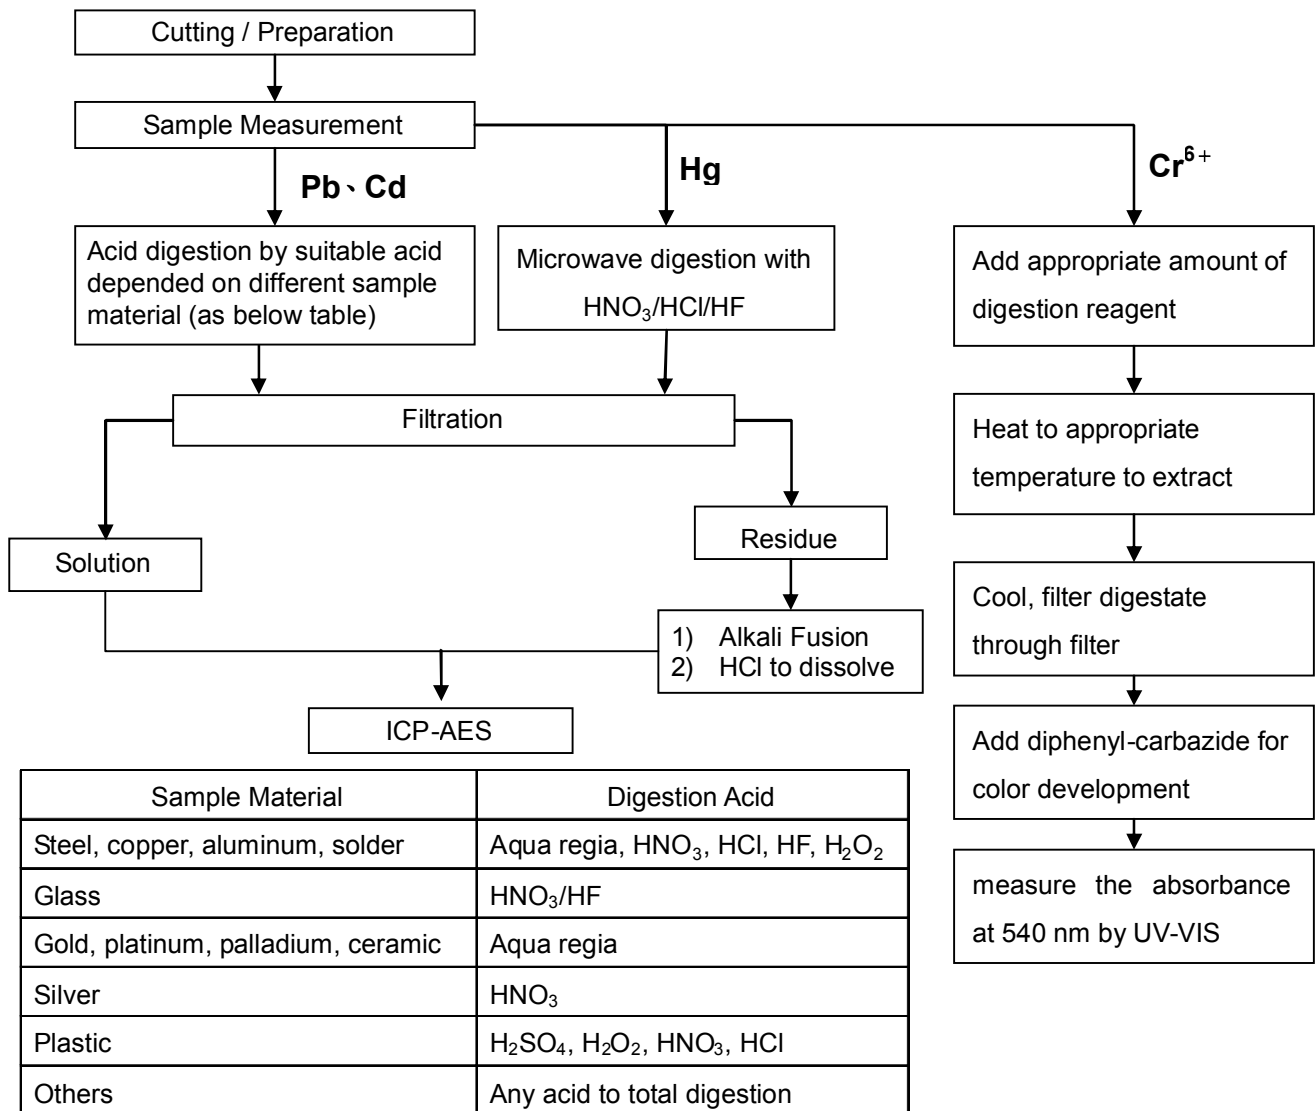 Cutting / Preparation
Sample Measurement
Pb、Cd
Hg
Cr⁶⁺
Acid digestion by suitable acid
depended on different sample
material (as below table)
Microwave digestion with
HNO₃/HCl/HF
Add appropriate amount of
digestion reagent
Filtration
Heat to appropriate
temperature to extract
Solution
Residue
1) Alkali Fusion
2) HCl to dissolve
Cool, filter digestate
through filter
ICP-AES
Add diphenyl-carbazide for
color development
measure the absorbance
at 540 nm by UV-VIS
Sample Material Digestion Acid
Steel, copper, aluminum, solder Aqua regia, HNO₃, HCl, HF, H₂O₂
Glass HNO₃/HF
Gold, platinum, palladium, ceramic Aqua regia
Silver HNO₃
Plastic H₂SO₄, H₂O₂, HNO₃, HCl
Others Any acid to total digestion